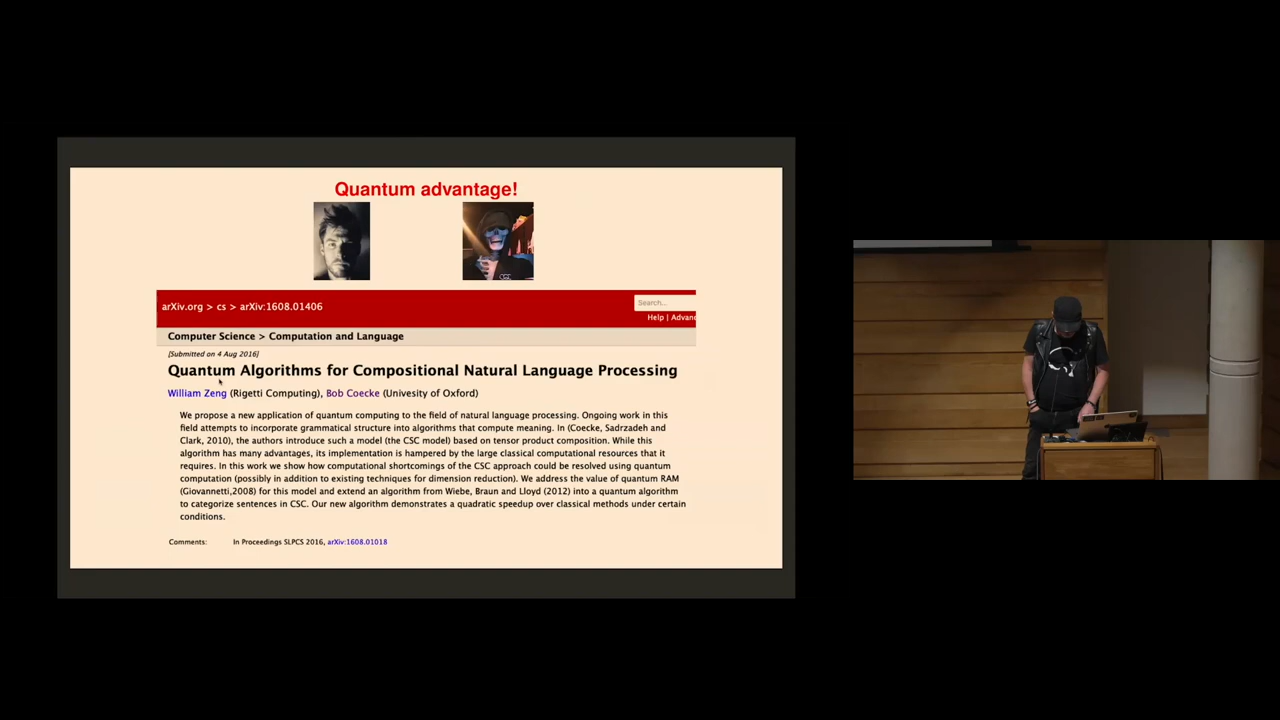 Quantum advantage!
arXiv.org > cs > arXiv:1608.01406
Search...
Help | Advanc
Computer Science > Computation and Language
[Submitted on 4 Aug 2016]
Quantum Algorithms for Compositional Natural Language Processing
William Zeng (Rigetti Computing), Bob Coecke (Univesity of Oxford)
We propose a new application of quantum computing to the field of natural language processing. Ongoing work in this
field attempts to incorporate grammatical structure into algorithms that compute meaning. In (Coecke, Sadrzadeh and
Clark, 2010), the authors introduce such a model (the CSC model) based on tensor product composition. While this
algorithm has many advantages, its implementation is hampered by the large classical computational resources that it
requires. In this work we show how computational shortcomings of the CSC approach could be resolved using quantum
computation (possibly in addition to existing techniques for dimension reduction). We address the value of quantum RAM
(Giovannetti,2008) for this model and extend an algorithm from Wiebe, Braun and Lloyd (2012) into a quantum algorithm
to categorize sentences in CSC. Our new algorithm demonstrates a quadratic speedup over classical methods under certain
conditions.
Comments: In Proceedings SLPCS 2016, arXiv:1608.01018